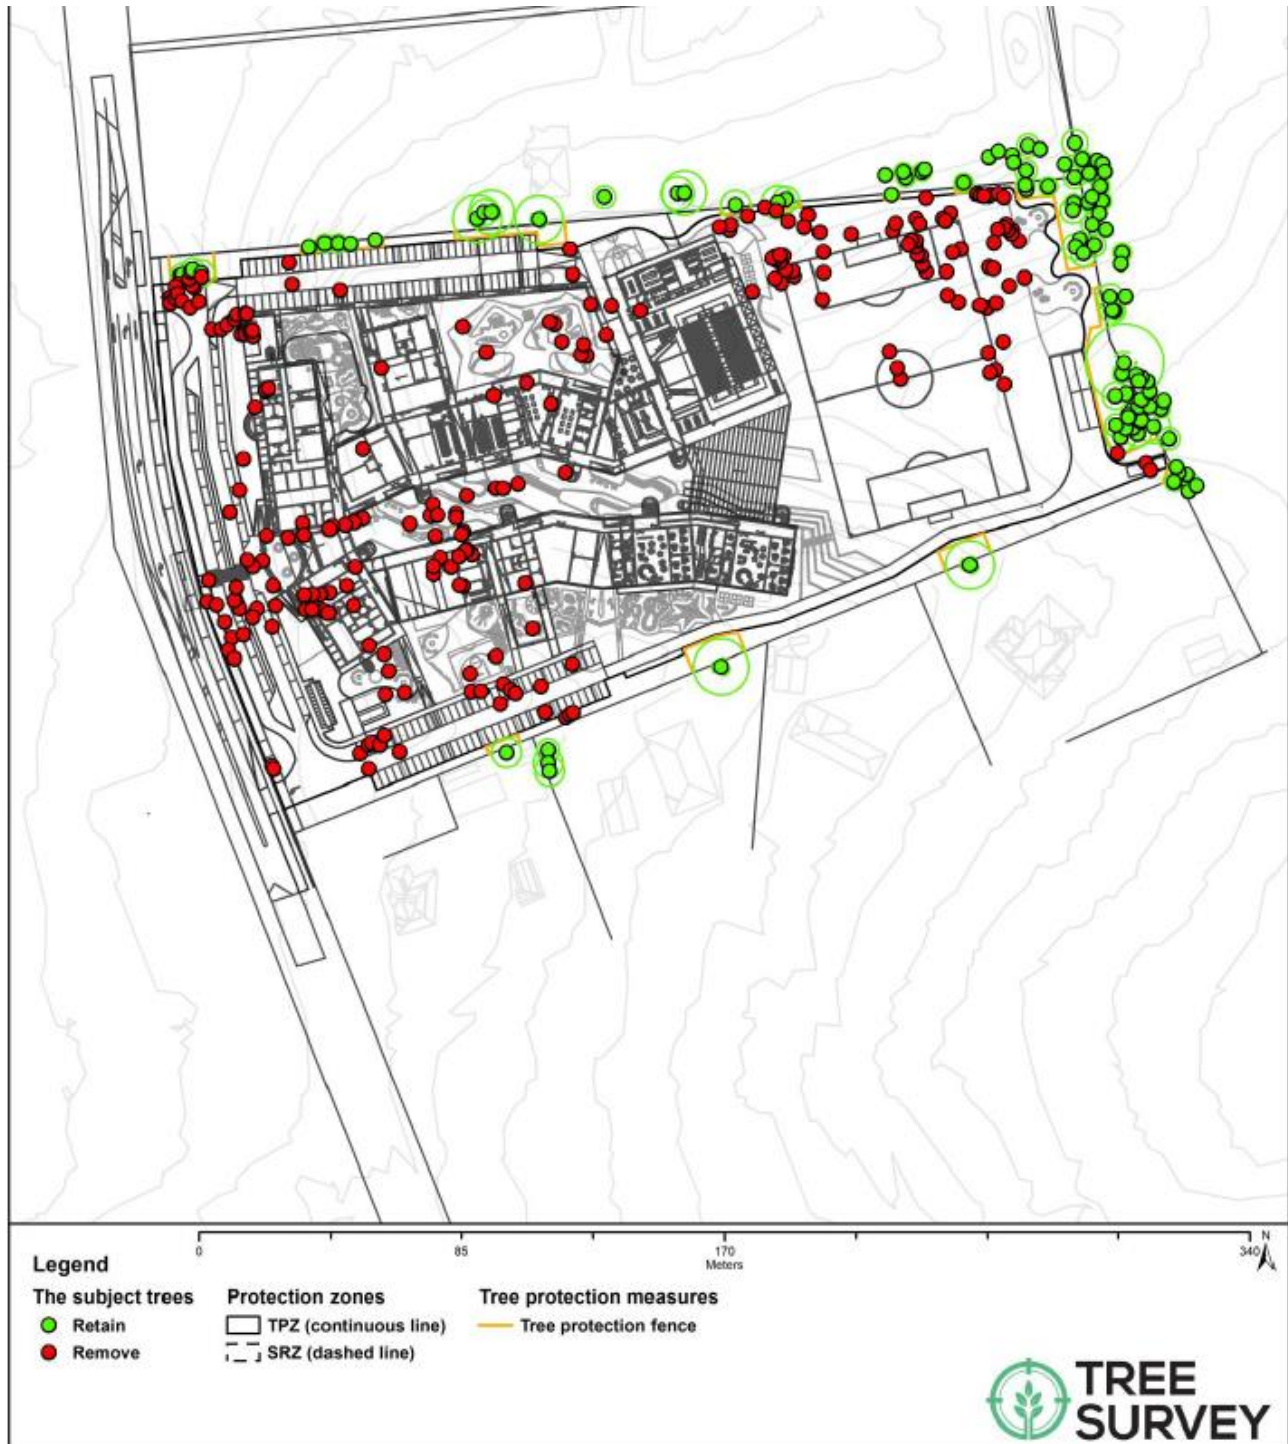 0 85 170 340
Meters
N
Legend
The subject trees
Retain
Remove
Protection zones
TPZ (continuous line)
SRZ (dashed line)
Tree protection measures
Tree protection fence
TREE
SURVEY